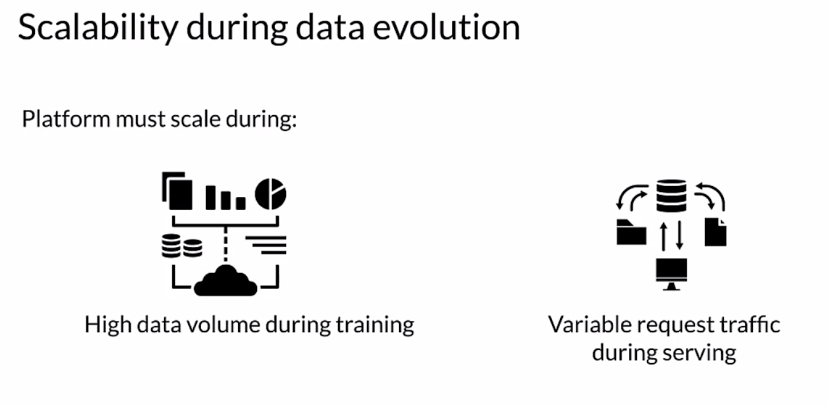 Scalability during data evolution
Platform must scale during:
High data volume during training
Variable request traffic
during serving